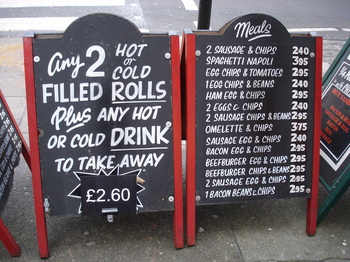 Any 2 HOT
or COLD
FILLED ROLLS
Plus ANY HOT
OR COLD DRINK
TO TAKE AWAY
£2.60
Meals
2 SAUSAGE & CHIPS 240
SPAGHETTI NAPOLI 395
EGG CHIPS & TOMATOES 295
1 EGG CHIPS & BEANS 240
HAM EGG & CHIPS 295
2 EGGS & CHIPS 240
2 SAUSAGE CHIPS & BEANS 295
OMELETTE & CHIPS 375
SAUSAGE EGG & CHIPS 240
BACON EGG & CHIPS 295
BEEFBURGER EGG & CHIPS 295
BEEFBURGER CHIPS & BEANS 295
2 SAUSAGE EGG & CHIPS 295
1 BACON BEANS & CHIPS 295